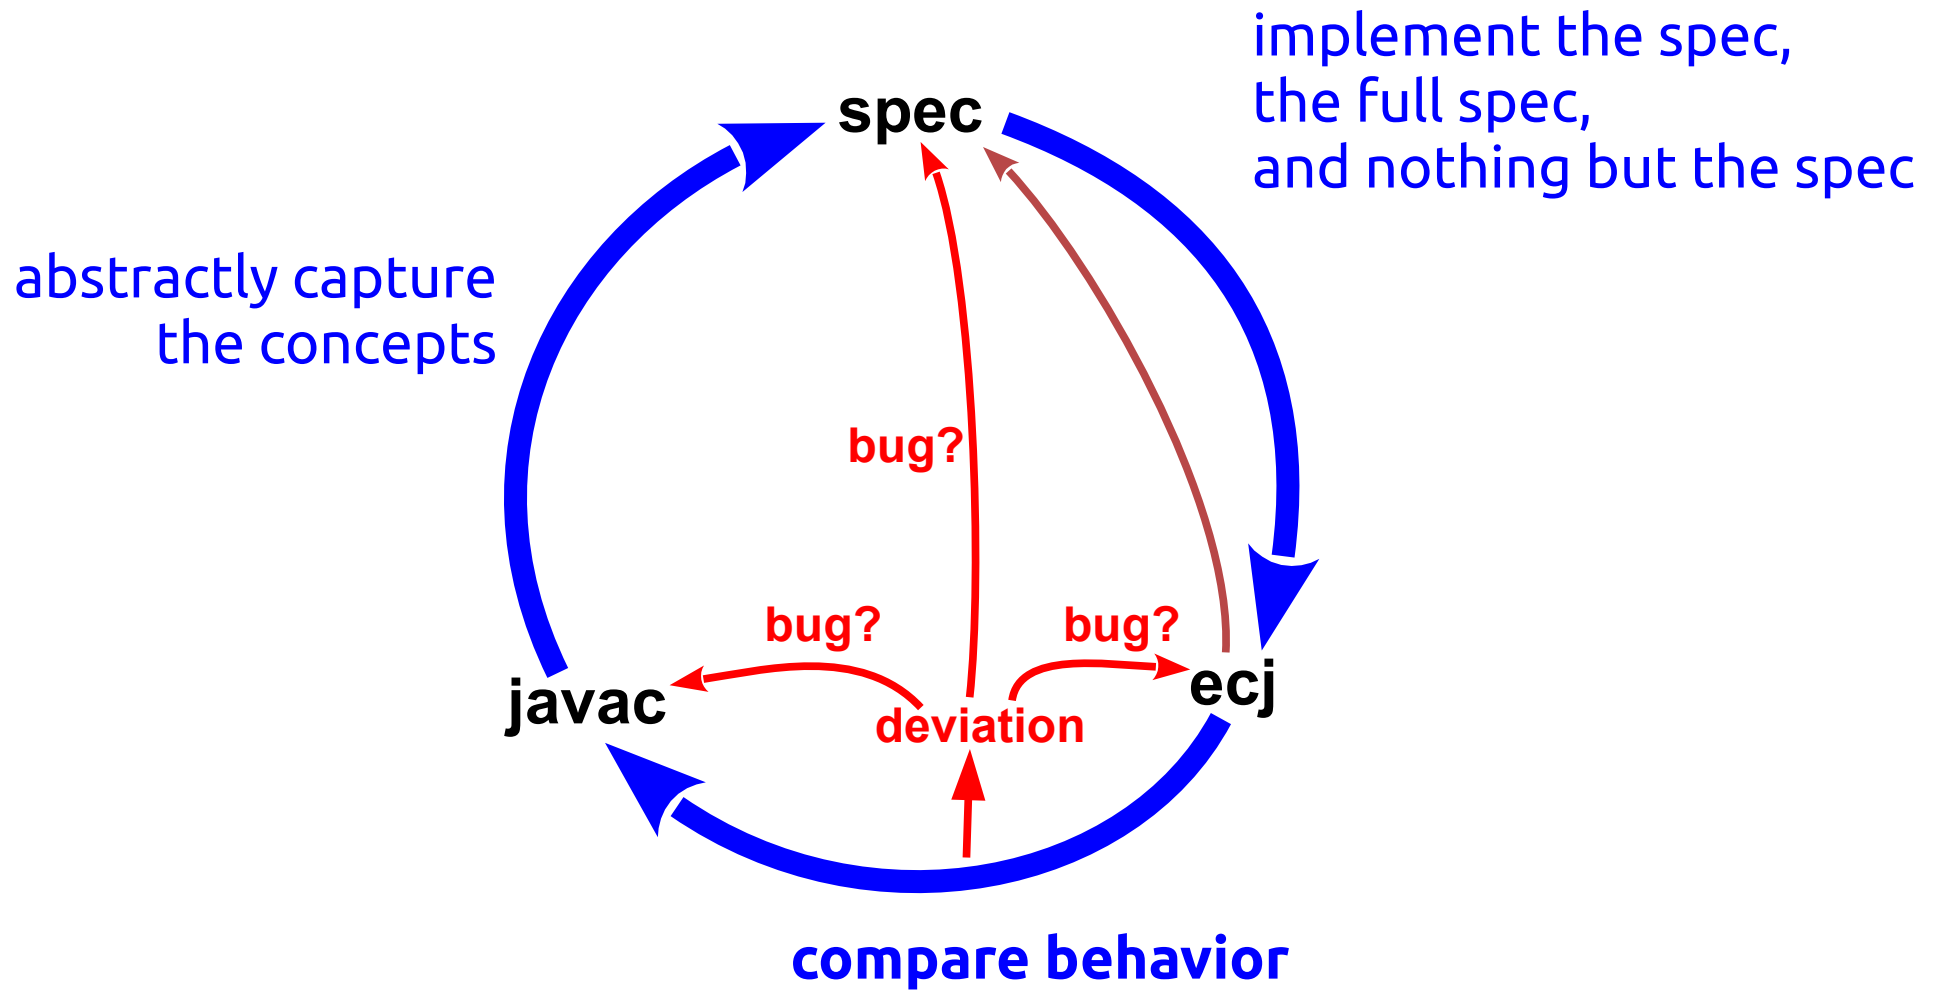 implement the spec,
the full spec,
and nothing but the spec
spec
abstractly capture
the concepts
bug?
bug?
bug?
javac
ecj
deviation
compare behavior